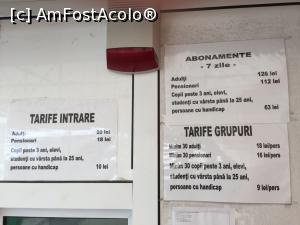 [c] AmFostAcolo®
TARIFE INTRARE
Adulți 20 lei
Pensionari 18 lei
Copii peste 3 ani, elevi,
studenți cu vârsta până la 25 ani,
persoane cu handicap 10 lei
ABONAMENTE
- 7 zile -
Adulți 126 lei
Pensionari 112 lei
Copii peste 3 ani, elevi,
studenți cu vârsta până la 25 ani,
persoane cu handicap 63 lei
TARIFE GRUPURI
Minim 30 adulți 18 lei/pers
Minim 30 pensionari 16 lei/pers
Minim 30 copii peste 3 ani, elevi,
studenți cu vârsta până la 25 ani,
persoane cu handicap 9 lei/pers